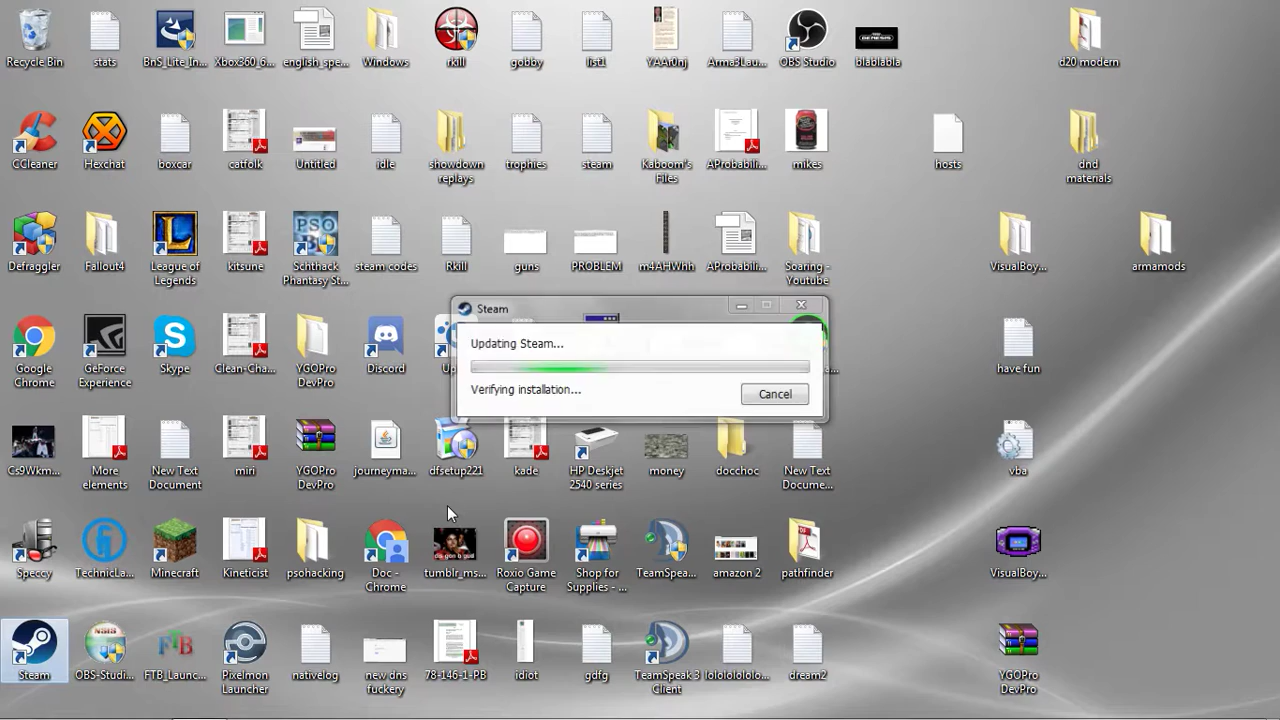 Recycle Bin
stats
BnS_Lite_In...
Xbox360_6...
english_spe...
Windows
rkill
gobby
list1
YAAr0nj
Arma3Lau...
OBS Studio
blablabla
d20 modern
CCleaner
Hexchat
boxcar
catfolk
Untitled
idle
showdown
replays
trophies
steam
Kaboom's
Files
AProbabili...
mikes
hosts
dnd
materials
Defraggler
Fallout4
League of
Legends
kitsune
PSO
B
Schthack
Phantasy St...
steam codes
Rkill
guns
PROBLEM
m4AHWhh
AProbabili...
Soaring -
Youtube
VisualBoy...
armamods
Steam
Updating Steam...
Verifying installation...
Cancel
Google
Chrome
GeForce
Experience
Skype
Clean-Cha...
YGOPro
DevPro
Discord
have fun
Cs9Wkm...
More
elements
New Text
Document
miri
YGOPro
DevPro
journeyma...
dfsetup221
kade
HP Deskjet
2540 series
money
docchoc
New Text
Docume...
vba
Speccy
TechnicLa...
Minecraft
Kineticist
psohacking
Doc -
Chrome
tumblr_ms...
Roxio Game
Capture
Shop for
Supplies - ...
TeamSpea...
amazon 2
pathfinder
VisualBoy...
Steam
OBS-Studi...
FTB
FTB_Launc...
Pixelmon
Launcher
nativelog
new dns
fuckery
78-146-1-PB
idiot
gdfg
TeamSpeak 3
Client
lolololololo...
dream2
YGOPro
DevPro